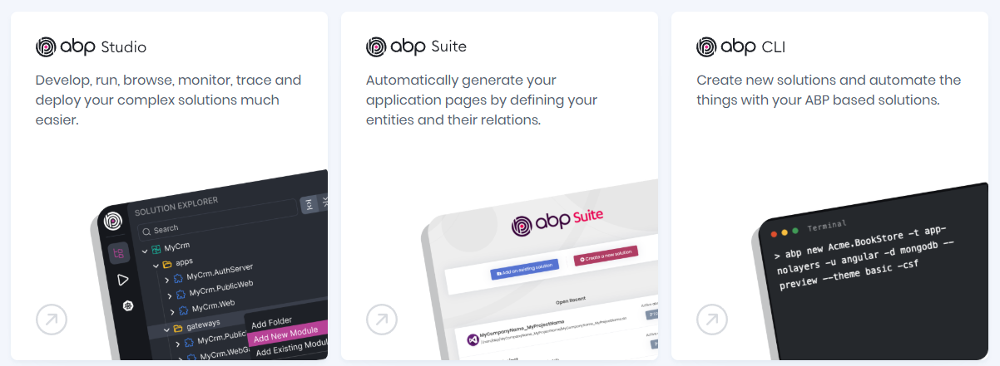 abp Studio
Develop, run, browse, monitor, trace and
deploy your complex solutions much
easier.
SOLUTION EXPLORER
Search
MyCrm
apps
MyCrm.AuthServer
MyCrm.PublicWeb
MyCrm.Web
gateways
MyCrm.Public
MyCrm.WebG
Add Folder
Add New Module
Add Existing Modul
abp Suite
Automatically generate your
application pages by defining your
entities and their relations.
abp Suite
Add an existing solution
Create a new solution
Open Recent
MyCompanyName_MyProjectName
abp CLI
Create new solutions and automate the
things with your ABP based solutions.
Terminal
> abp new Acme.BookStore -t app-
nolayers -u angular -d mongodb --
preview --theme basic -csf